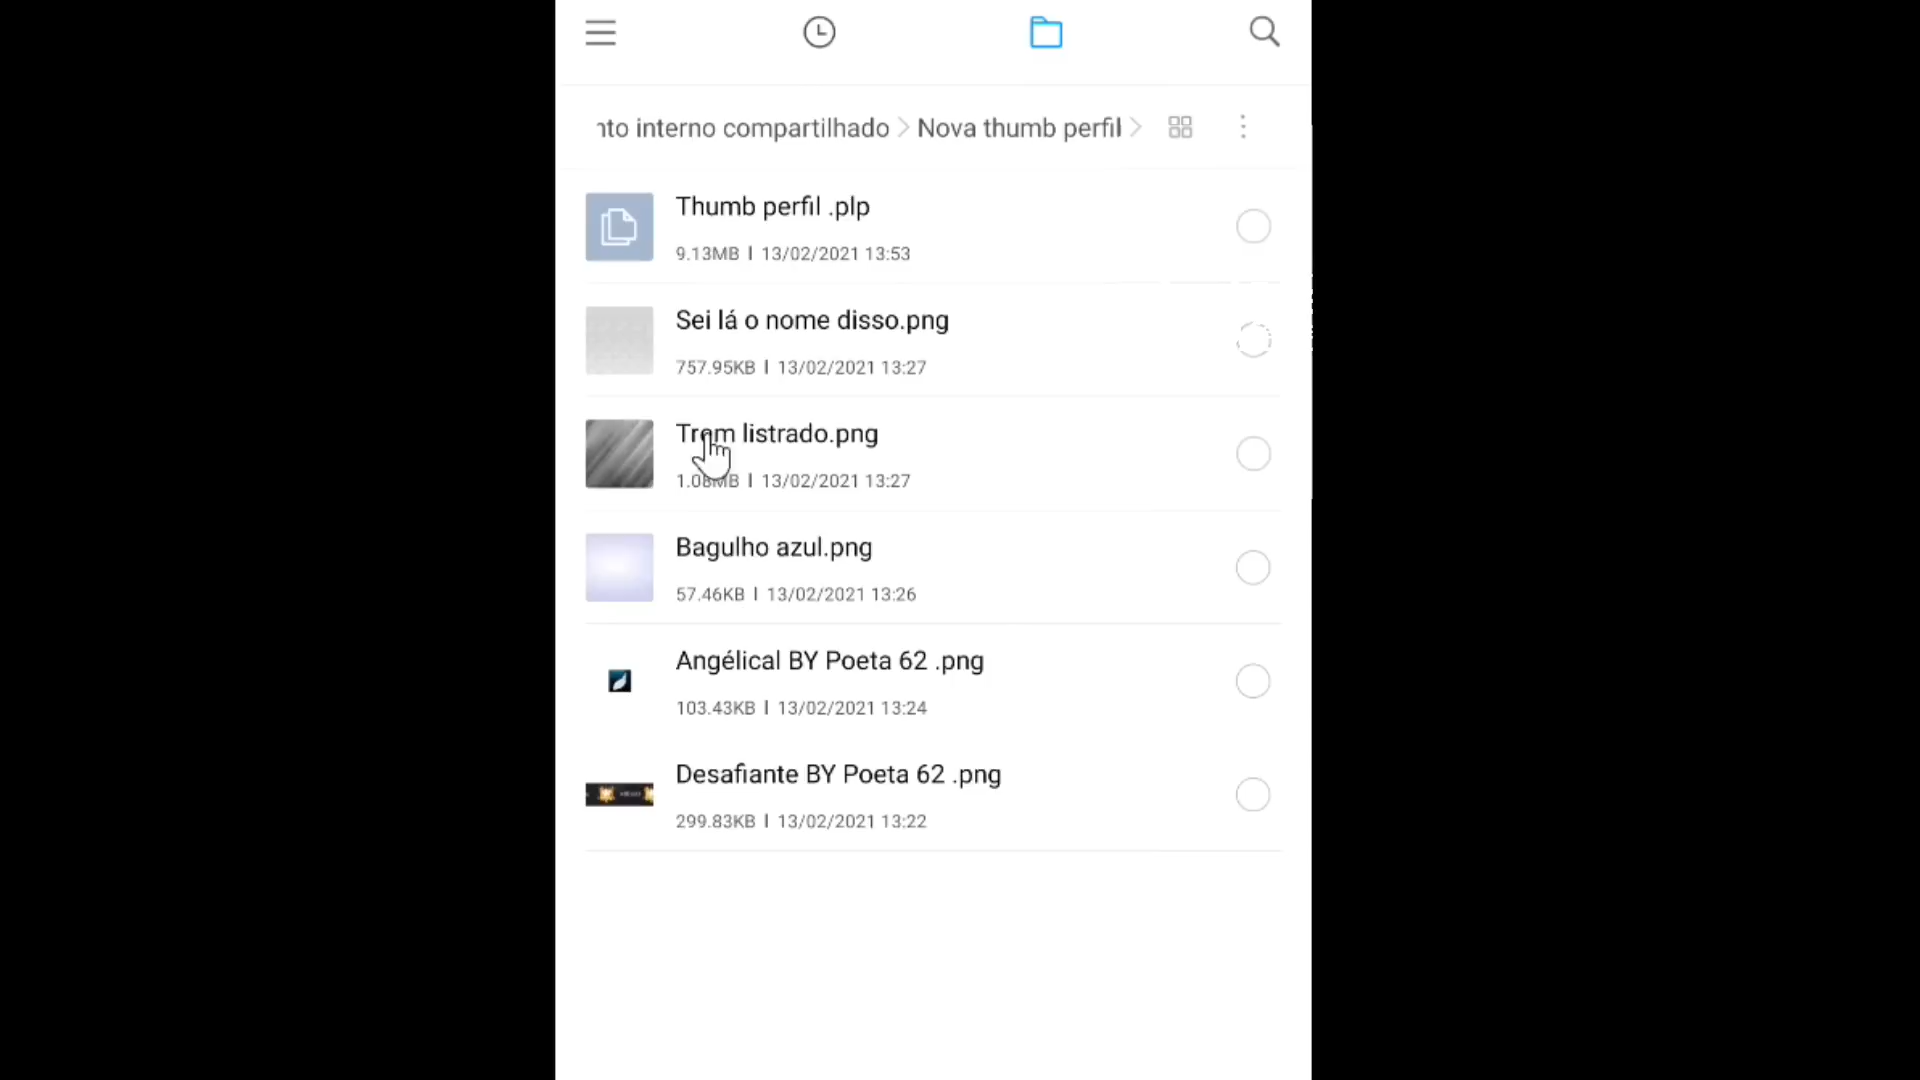 nto interno compartilhado > Nova thumb perfil >
Thumb perfil .plp
9.13MB | 13/02/2021 13:53
Sei lá o nome disso.png
757.95KB | 13/02/2021 13:27
Trem listrado.png
1.08MB | 13/02/2021 13:27
Bagulho azul.png
57.46KB | 13/02/2021 13:26
Angélical BY Poeta 62 .png
103.43KB | 13/02/2021 13:24
Desafiante BY Poeta 62 .png
299.83KB | 13/02/2021 13:22